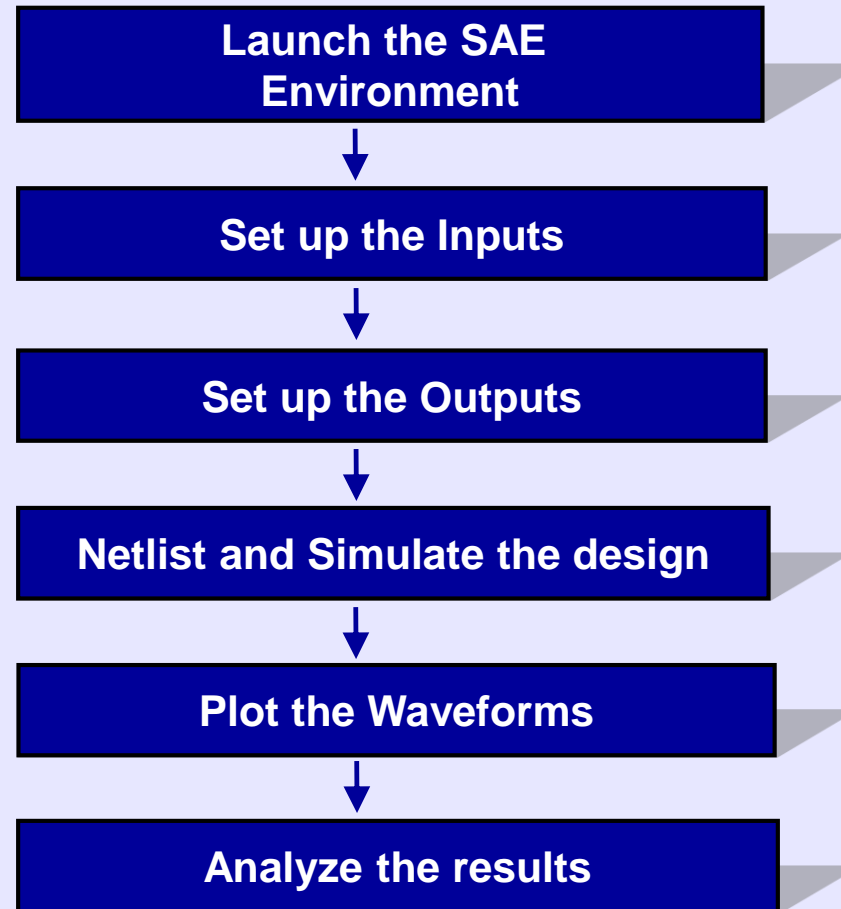 Launch the SAE
Environment
Set up the Inputs
Set up the Outputs
Netlist and Simulate the design
Plot the Waveforms
Analyze the results